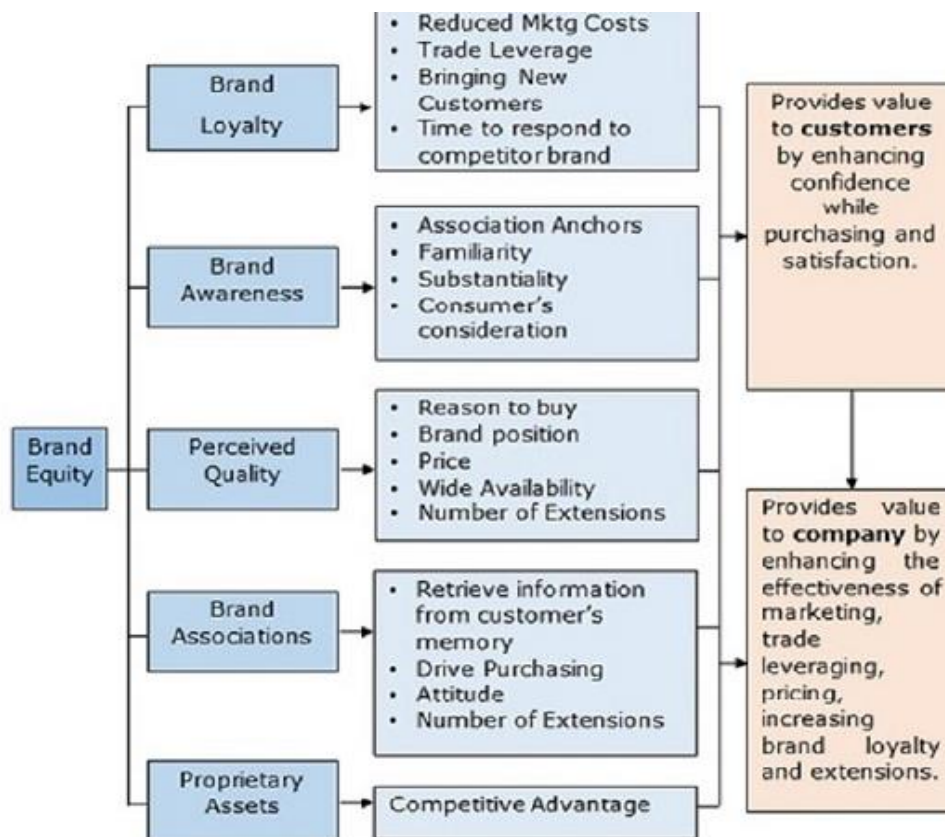 Brand
Equity
Brand
Loyalty
• Reduced Mktg Costs
• Trade Leverage
• Bringing New
Customers
• Time to respond to
competitor brand
Brand
Awareness
• Association Anchors
• Familiarity
• Substantiality
• Consumer's
consideration
Perceived
Quality
• Reason to buy
• Brand position
• Price
• Wide Availability
• Number of Extensions
Brand
Associations
• Retrieve information
from customer's
memory
• Drive Purchasing
• Attitude
• Number of Extensions
Proprietary
Assets
Competitive Advantage
Provides value
to customers
by enhancing
confidence
while
purchasing and
satisfaction.
Provides value
to company by
enhancing the
effectiveness of
marketing,
trade
leveraging,
pricing,
increasing
brand loyalty
and extensions.